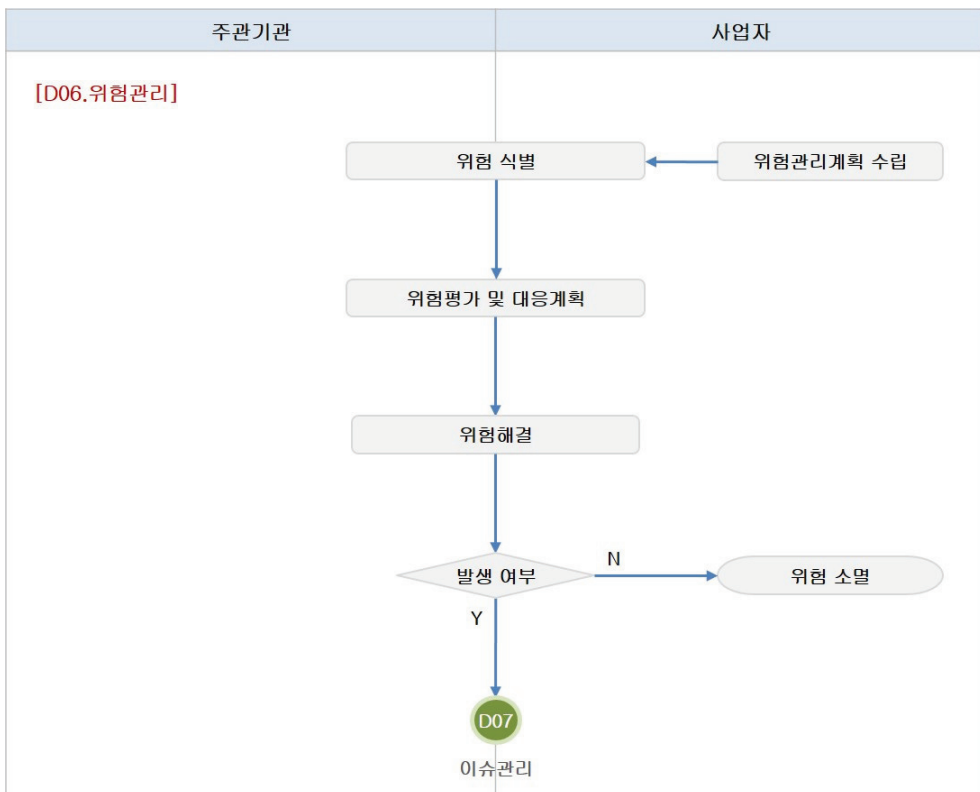 주관기관
사업자
[D06.위험관리]
위험 식별
위험관리계획 수립
위험평가 및 대응계획
위험해결
발생 여부
N
위험 소멸
Y
D07
이슈관리